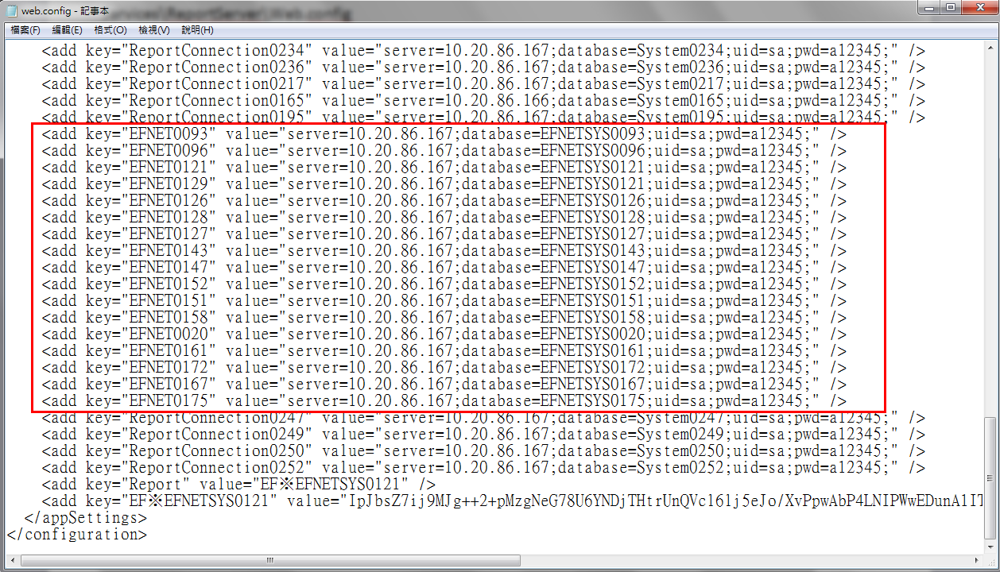 web.config - 記事本
檔案(F) 編輯(E) 格式(O) 檢視(V) 說明(H)
<add key="ReportConnection0234" value="server=10.20.86.167;database=System0234;uid=sa;pwd=a12345;" />
<add key="ReportConnection0236" value="server=10.20.86.167;database=System0236;uid=sa;pwd=a12345;" />
<add key="ReportConnection0217" value="server=10.20.86.167;database=System0217;uid=sa;pwd=a12345;" />
<add key="ReportConnection0165" value="server=10.20.86.166;database=System0165;uid=sa;pwd=a12345;" />
<add key="ReportConnection0195" value="server=10.20.86.167;database=System0195;uid=sa;pwd=a12345;" />
<add key="EFNET0093" value="server=10.20.86.167;database=EFNETSYS0093;uid=sa;pwd=a12345;" />
<add key="EFNET0096" value="server=10.20.86.167;database=EFNETSYS0096;uid=sa;pwd=a12345;" />
<add key="EFNET0121" value="server=10.20.86.167;database=EFNETSYS0121;uid=sa;pwd=a12345;" />
<add key="EFNET0129" value="server=10.20.86.167;database=EFNETSYS0121;uid=sa;pwd=a12345;" />
<add key="EFNET0126" value="server=10.20.86.167;database=EFNETSYS0126;uid=sa;pwd=a12345;" />
<add key="EFNET0128" value="server=10.20.86.167;database=EFNETSYS0128;uid=sa;pwd=a12345;" />
<add key="EFNET0127" value="server=10.20.86.167;database=EFNETSYS0127;uid=sa;pwd=a12345;" />
<add key="EFNET0143" value="server=10.20.86.167;database=EFNETSYS0143;uid=sa;pwd=a12345;" />
<add key="EFNET0147" value="server=10.20.86.167;database=EFNETSYS0147;uid=sa;pwd=a12345;" />
<add key="EFNET0152" value="server=10.20.86.167;database=EFNETSYS0152;uid=sa;pwd=a12345;" />
<add key="EFNET0151" value="server=10.20.86.167;database=EFNETSYS0151;uid=sa;pwd=a12345;" />
<add key="EFNET0158" value="server=10.20.86.167;database=EFNETSYS0158;uid=sa;pwd=a12345;" />
<add key="EFNET0020" value="server=10.20.86.167;database=EFNETSYS0020;uid=sa;pwd=a12345;" />
<add key="EFNET0161" value="server=10.20.86.167;database=EFNETSYS0161;uid=sa;pwd=a12345;" />
<add key="EFNET0172" value="server=10.20.86.167;database=EFNETSYS0172;uid=sa;pwd=a12345;" />
<add key="EFNET0167" value="server=10.20.86.167;database=EFNETSYS0167;uid=sa;pwd=a12345;" />
<add key="EFNET0175" value="server=10.20.86.167;database=EFNETSYS0175;uid=sa;pwd=a12345;" />
<add key="ReportConnection0247" value="server=10.20.86.167;database=System0247;uid=sa;pwd=a12345;" />
<add key="ReportConnection0249" value="server=10.20.86.167;database=System0249;uid=sa;pwd=a12345;" />
<add key="ReportConnection0250" value="server=10.20.86.167;database=System0250;uid=sa;pwd=a12345;" />
<add key="ReportConnection0252" value="server=10.20.86.167;database=System0252;uid=sa;pwd=a12345;" />
<add key="Report" value="EF※EFNETSYS0121" />
<add key="EF※EFNETSYS0121" value="IpJbsZ7ij9MJg++2+pMzgNeG78U6YNDjTHtrUnQVcl6lj5eJo/XvPpwAbP4LNIPWwEDunA1IT
</appSettings>
</configuration>